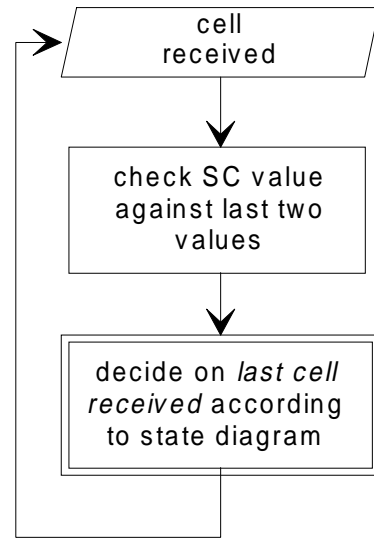 cell
received
check SC value
against last two
values
decide on last cell
received according
to state diagram